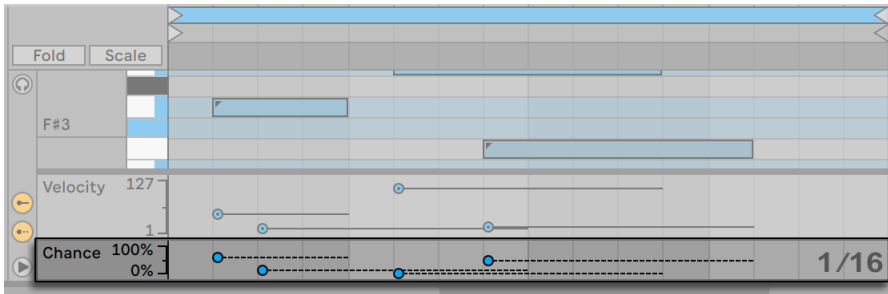 Fold Scale
F♯3
Velocity 127
1
Chance 100%
0%
1/16